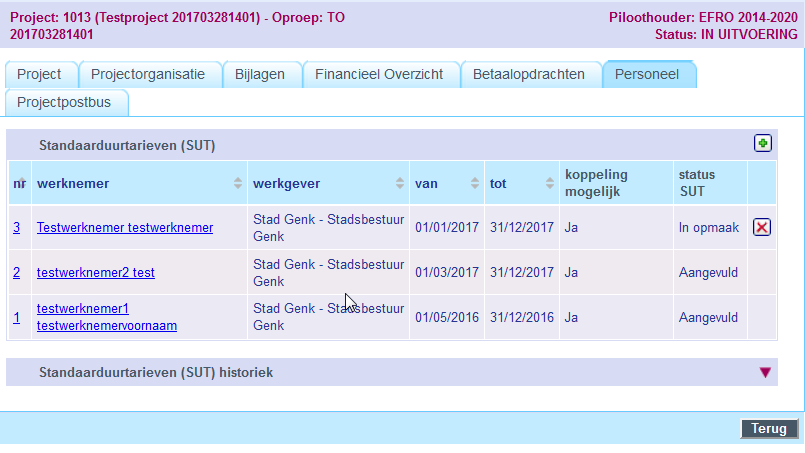 Project: 1013 (Testproject 201703281401) - Oproep: TO
201703281401
Piloothouder: EFRO 2014-2020
Status: IN UITVOERING
Project
Projectorganisatie
Bijlagen
Financieel Overzicht
Betaalopdrachten
Personeel
Projectpostbus
Standaarduurtarieven (SUT)
nr
werknemer
werkgever
van
tot
koppeling
mogelijk
status
SUT
3
Testwerknemer testwerknemer
Stad Genk - Stadsbestuur
Genk
01/01/2017
31/12/2017
Ja
In opmaak
2
testwerknemer2 test
Stad Genk - Stadsbestuur
Genk
01/03/2017
31/12/2017
Ja
Aangevuld
1
testwerknemer1
testwerknemervoornaam
Stad Genk - Stadsbestuur
Genk
01/05/2016
31/12/2016
Ja
Aangevuld
Standaarduurtarieven (SUT) historiek
Terug